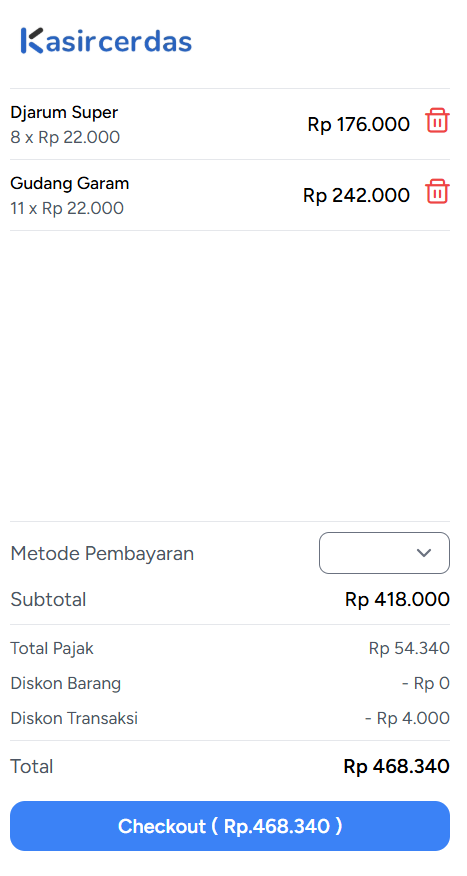 Kasircerdas
Djarum Super
8 x Rp 22.000
Rp 176.000
Gudang Garam
11 x Rp 22.000
Rp 242.000
Metode Pembayaran
Subtotal Rp 418.000
Total Pajak Rp 54.340
Diskon Barang - Rp 0
Diskon Transaksi - Rp 4.000
Total Rp 468.340
Checkout ( Rp.468.340 )